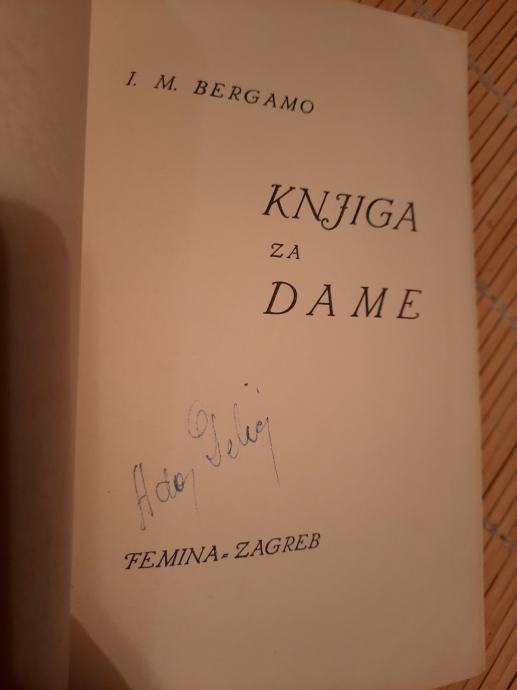 I. M. BERGAMO
KNJIGA
ZA
DAME
FEMINA - ZAGREB